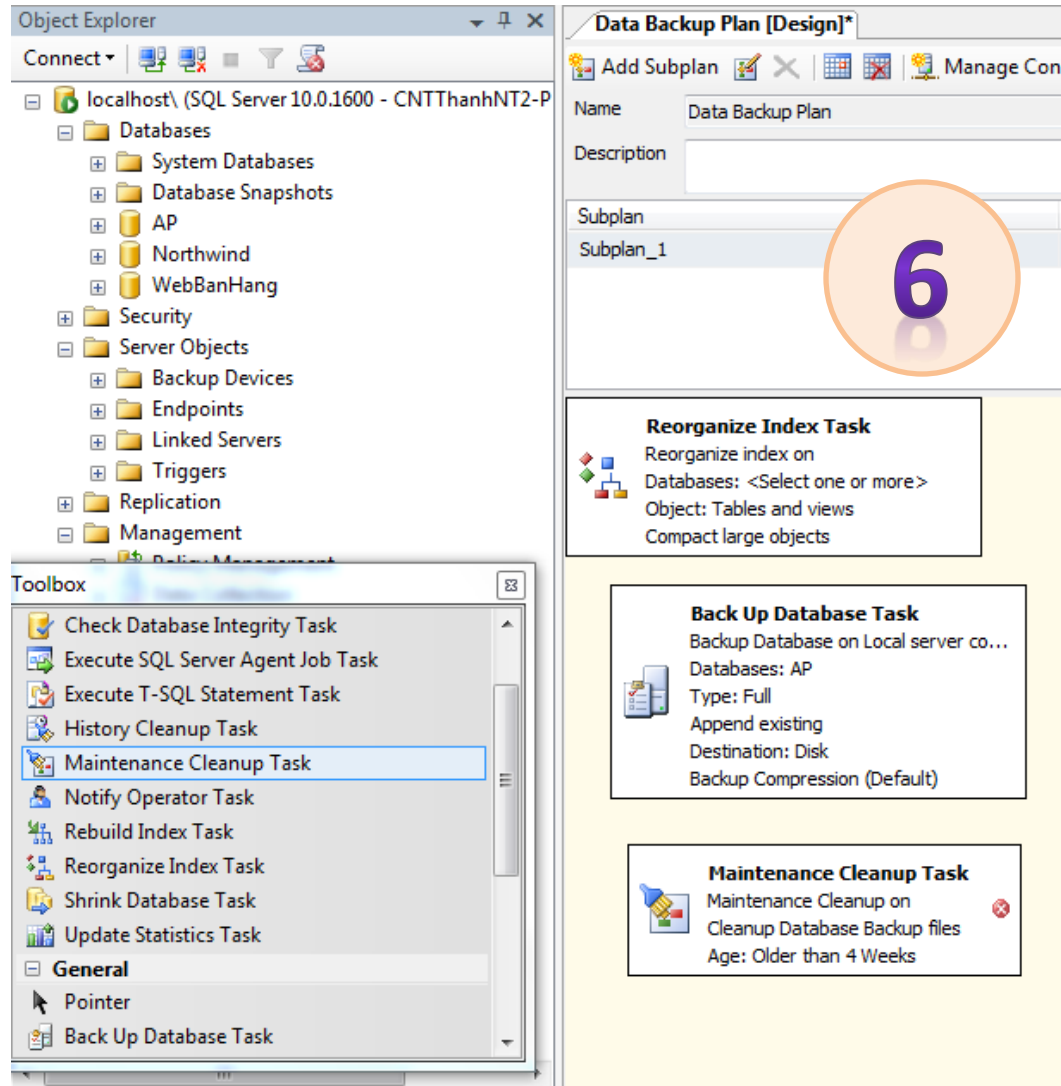 Object Explorer
Connect
localhost\ (SQL Server 10.0.1600 - CNTThanhNT2-P
Databases
System Databases
Database Snapshots
AP
Northwind
WebBanHang
Security
Server Objects
Backup Devices
Endpoints
Linked Servers
Triggers
Replication
Management
Policy Management
Data Collection
Toolbox
Check Database Integrity Task
Execute SQL Server Agent Job Task
Execute T-SQL Statement Task
History Cleanup Task
Maintenance Cleanup Task
Notify Operator Task
Rebuild Index Task
Reorganize Index Task
Shrink Database Task
Update Statistics Task
General
Pointer
Back Up Database Task
Data Backup Plan [Design]*
Add Subplan Manage Con
Name Data Backup Plan
Description
Subplan
Subplan_1
6
Reorganize Index Task
Reorganize index on
Databases: <Select one or more>
Object: Tables and views
Compact large objects
Back Up Database Task
Backup Database on Local server co...
Databases: AP
Type: Full
Append existing
Destination: Disk
Backup Compression (Default)
Maintenance Cleanup Task
Maintenance Cleanup on
Cleanup Database Backup files
Age: Older than 4 Weeks